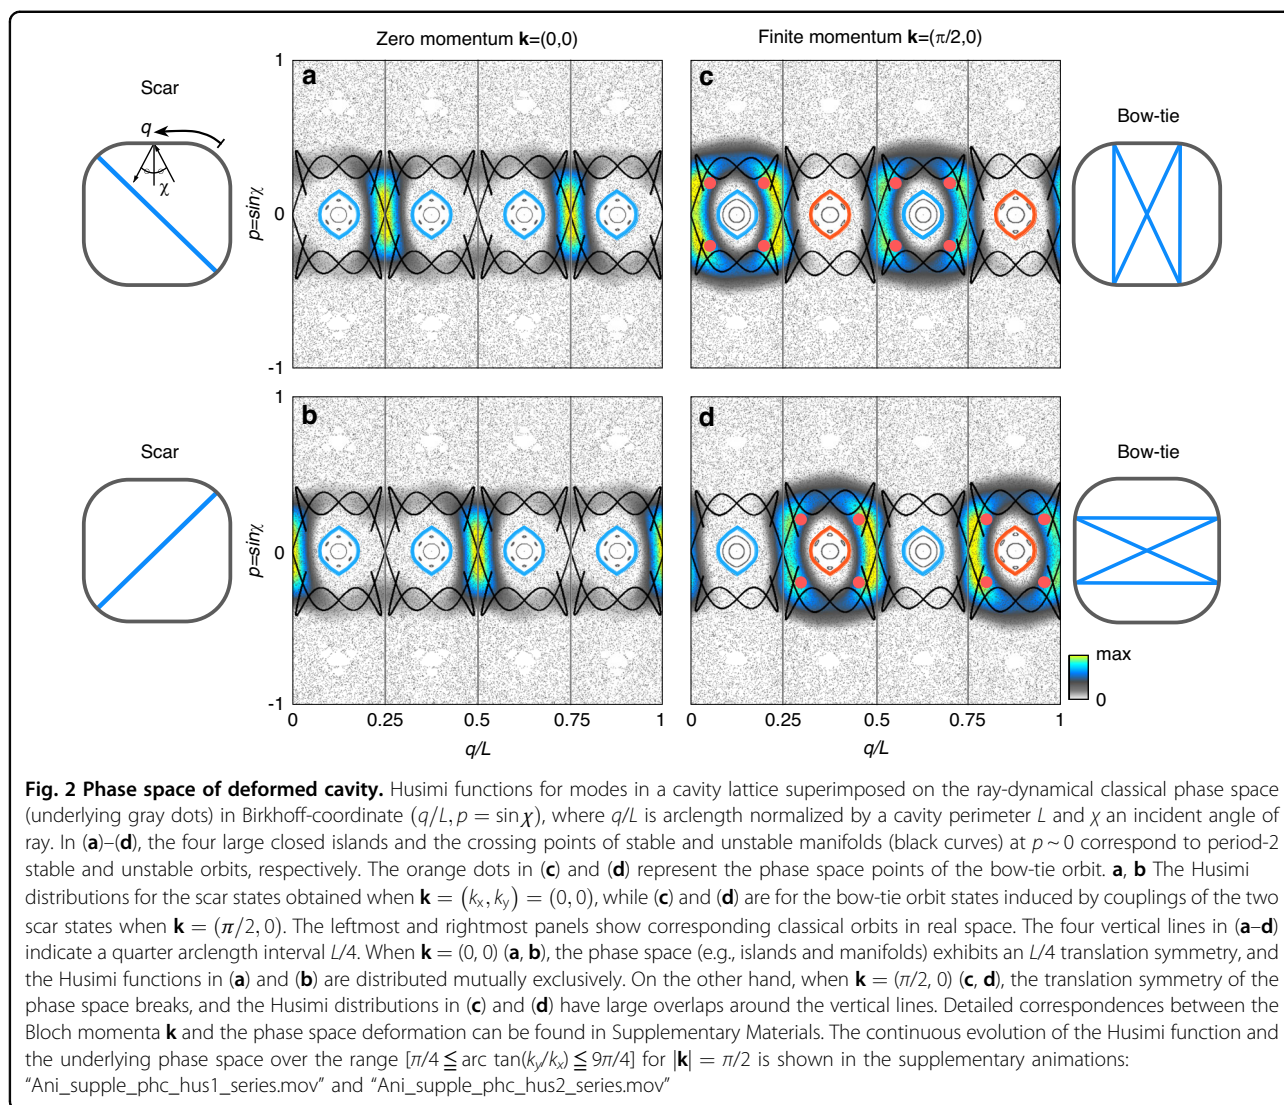 Zero momentum k=(0,0)
Finite momentum k=(π/2,0)
Scar
q
χ
a
1
p=sinχ
0
-1
c
Bow-tie
Scar
b
1
p=sinχ
0
-1
0 0.25 0.5 0.75 1
q/L
d
Bow-tie
max
0
0 0.25 0.5 0.75 1
q/L
Fig. 2 Phase space of deformed cavity. Husimi functions for modes in a cavity lattice superimposed on the ray-dynamical classical phase space
(underlying gray dots) in Birkhoff-coordinate (q/L, p = sinχ), where q/L is arclength normalized by a cavity perimeter L and χ an incident angle of
ray. In (a)–(d), the four large closed islands and the crossing points of stable and unstable manifolds (black curves) at p ~ 0 correspond to period-2
stable and unstable orbits, respectively. The orange dots in (c) and (d) represent the phase space points of the bow-tie orbit. a, b The Husimi
distributions for the scar states obtained when k = (kx, ky) = (0, 0), while (c) and (d) are for the bow-tie orbit states induced by couplings of the two
scar states when k = (π/2, 0). The leftmost and rightmost panels show corresponding classical orbits in real space. The four vertical lines in (a–d)
indicate a quarter arclength interval L/4. When k = (0, 0) (a, b), the phase space (e.g., islands and manifolds) exhibits an L/4 translation symmetry, and
the Husimi functions in (a) and (b) are distributed mutually exclusively. On the other hand, when k = (π/2, 0) (c, d), the translation symmetry of the
phase space breaks, and the Husimi distributions in (c) and (d) have large overlaps around the vertical lines. Detailed correspondences between the
Bloch momenta k and the phase space deformation can be found in Supplementary Materials. The continuous evolution of the Husimi function and
the underlying phase space over the range [π/4 ≦ arc tan(ky/kx) ≦ 9π/4] for |k| = π/2 is shown in the supplementary animations:
“Ani_supple_phc_hus1_series.mov” and “Ani_supple_phc_hus2_series.mov”